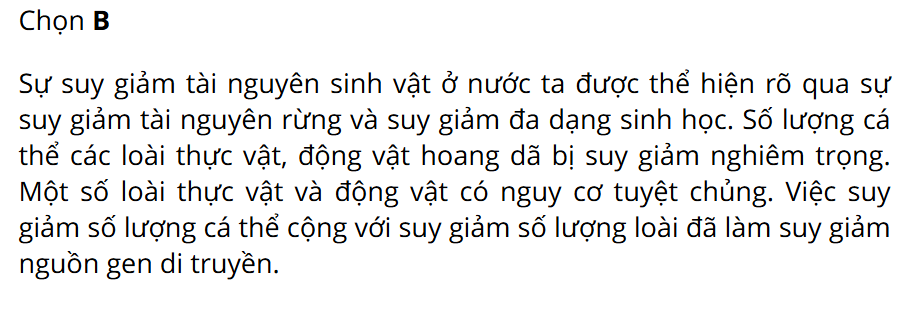 Chọn B
Sự suy giảm tài nguyên sinh vật ở nước ta được thể hiện rõ qua sự
suy giảm tài nguyên rừng và suy giảm đa dạng sinh học. Số lượng cá
thể các loài thực vật, động vật hoang dã bị suy giảm nghiêm trọng.
Một số loài thực vật và động vật có nguy cơ tuyệt chủng. Việc suy
giảm số lượng cá thể cộng với suy giảm số lượng loài đã làm suy giảm
nguồn gen di truyền.